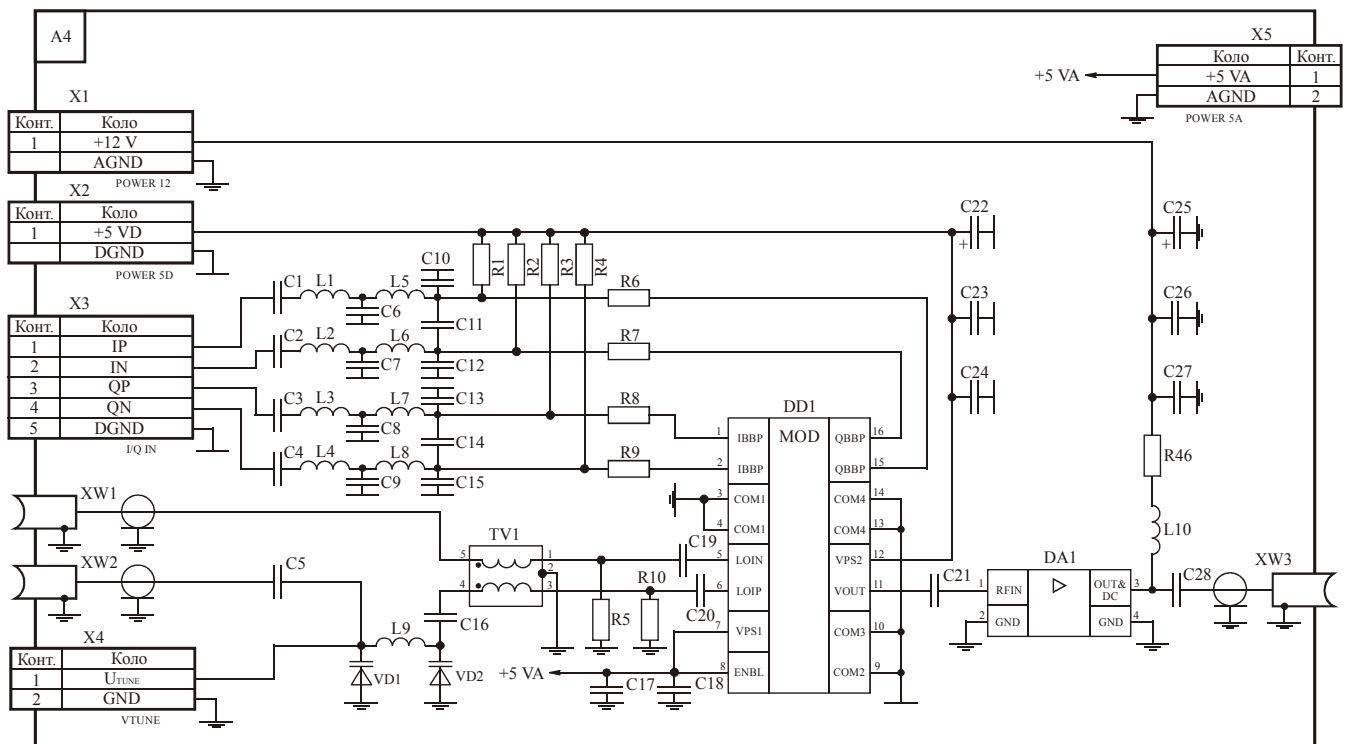 A4
X5
Коло Конт.
+5 VA +5 VA 1
AGND 2
POWER 5A
X1
Конт. Коло
1 +12 V
AGND
POWER 12
X2
Конт. Коло
1 +5 VD
DGND
POWER 5D
X3
Конт. Коло
1 IP
2 IN
3 QP
4 QN
5 DGND
I/Q IN
C22 C25
+ +
C23 C26
C24 C27
C10 R1 R2 R3 R4
C1 L1 L5 R6
C6 C11
C2 L2 L6 R7
C7 C12
C13
C3 L3 L7 R8
C8 C14
C4 L4 L8 R9
C9 C15
DD1
MOD
1 IBBP QBBP 16
2 IBBP QBBP 15
3 COM1 COM4 14
4 COM1 COM4 13
5 LOIN VPS2 12
6 LOIP VOUT 11
7 VPS1 COM3 10
8 ENBL COM2 9
R46
L10
XW1
XW2
C5
TV1
5 1
2
4 3
C19
R10
C20
R5
C16
L9
VD1 VD2
+5 VA
C17 C18
C21
DA1
1 RFIN OUT& DC 3
2 GND GND 4
C28
XW3
X4
Конт. Коло
1 UTUNE
2 GND
VTUNE